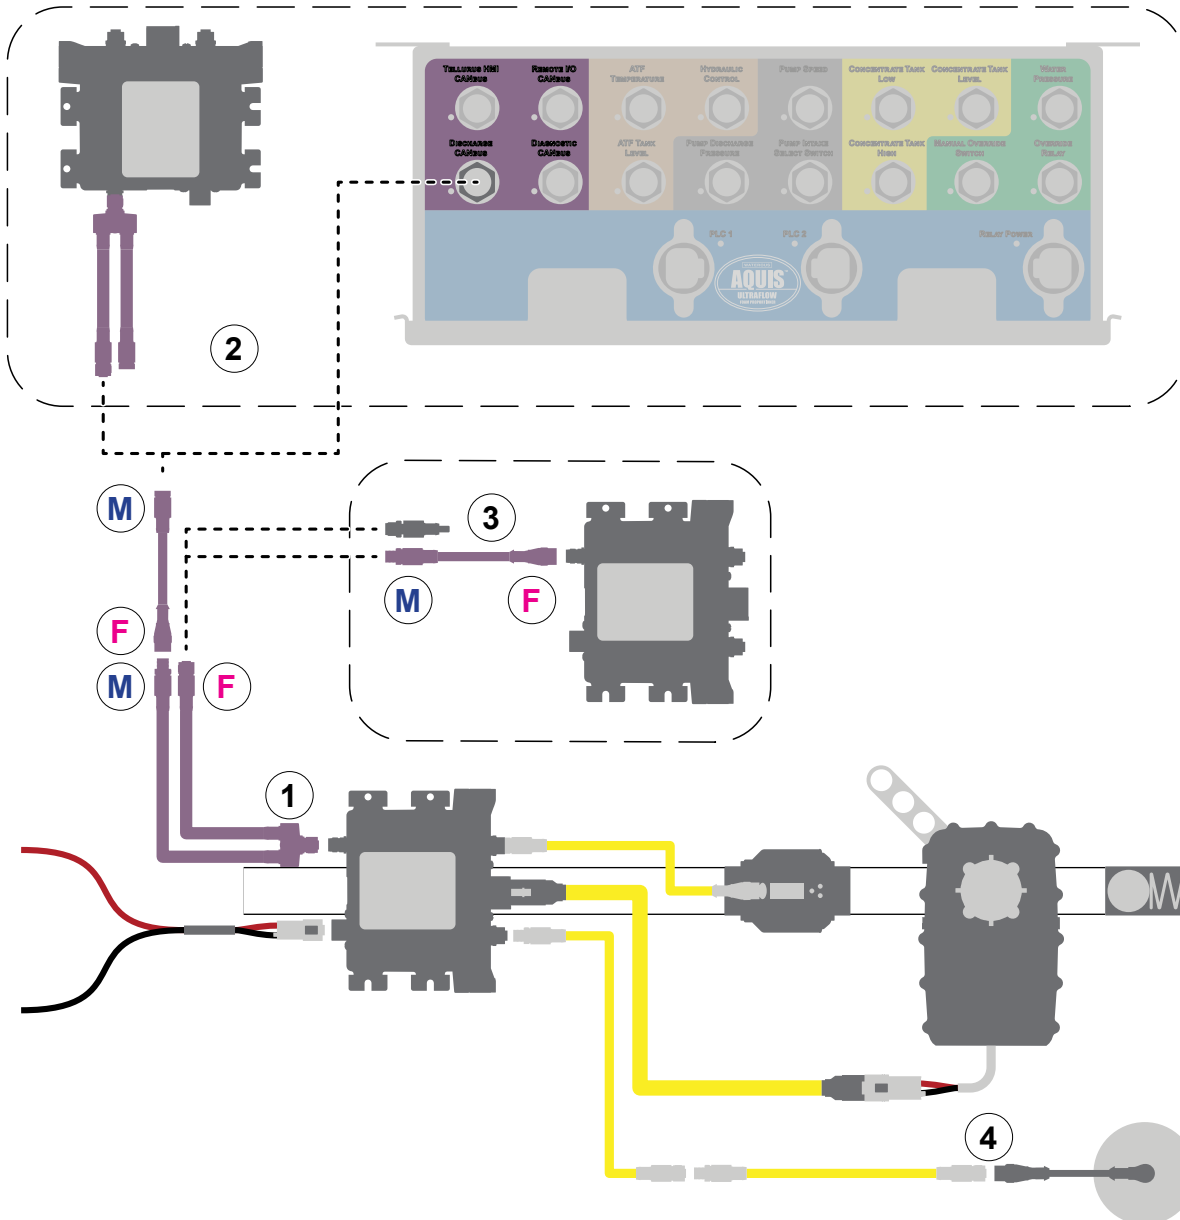 TELLURUS HMI
CANBUS
REMOTE I/O
CANBUS
ATF
TEMPERATURE
HYDRAULIC
CONTROL
PUMP SPEED
CONCENTRATE TANK
LOW
CONCENTRATE TANK
LEVEL
WATER
PRESSURE
DISCHARGE
CANBUS
DIAGNOSTIC
CANBUS
ATF TANK
LEVEL
PUMP DISCHARGE
PRESSURE
PUMP INTAKE
SELECT SWITCH
CONCENTRATE TANK
HIGH
MANUAL OVERRIDE
SWITCH
OVERRIDE
RELAY
PLC 1
PLC 2
RELAY POWER
AQUIS
ULTRAFLOW
2
M
3
F
M
F
M
F
1
4